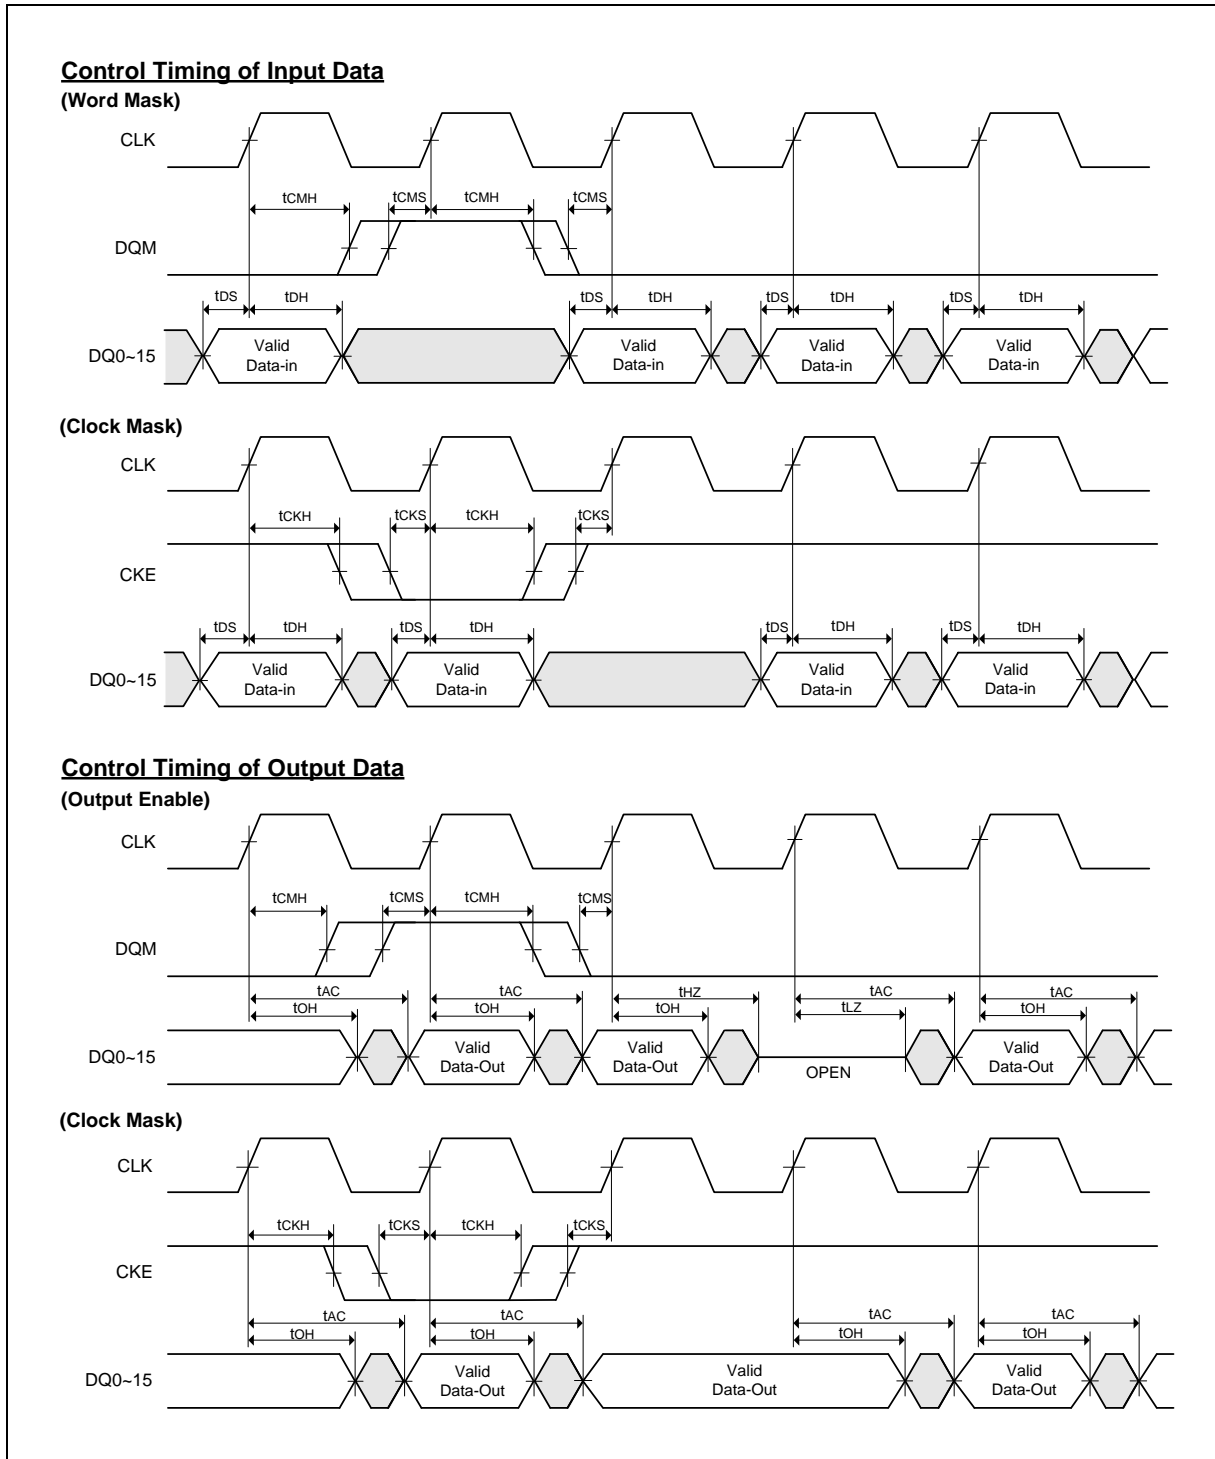 Control Timing of Input Data
(Word Mask)
CLK
tCMH tCMS tCMH tCMS
DQM
tDS tDH tDS tDH tDS tDH tDS tDH
DQ0~15
Valid Data-in Valid Data-in Valid Data-in Valid Data-in
(Clock Mask)
CLK
tCKH tCKS tCKH tCKS
CKE
tDS tDH tDS tDH tDS tDH tDS tDH
DQ0~15
Valid Data-in Valid Data-in Valid Data-in Valid Data-in
Control Timing of Output Data
(Output Enable)
CLK
tCMH tCMS tCMH tCMS
DQM
tAC tAC tHZ tAC tAC
tOH tOH tOH tLZ tOH
DQ0~15
Valid Data-Out Valid Data-Out OPEN Valid Data-Out
(Clock Mask)
CLK
tCKH tCKS tCKH tCKS
CKE
tAC tAC tAC tAC
tOH tOH tOH tOH
DQ0~15
Valid Data-Out Valid Data-Out Valid Data-Out